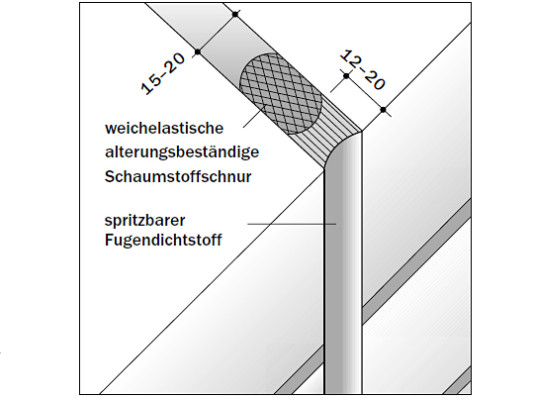 15–20
12–20
weichelastische
alterungsbeständige
Schaumstoffschnur
spritzbarer
Fugendichtstoff